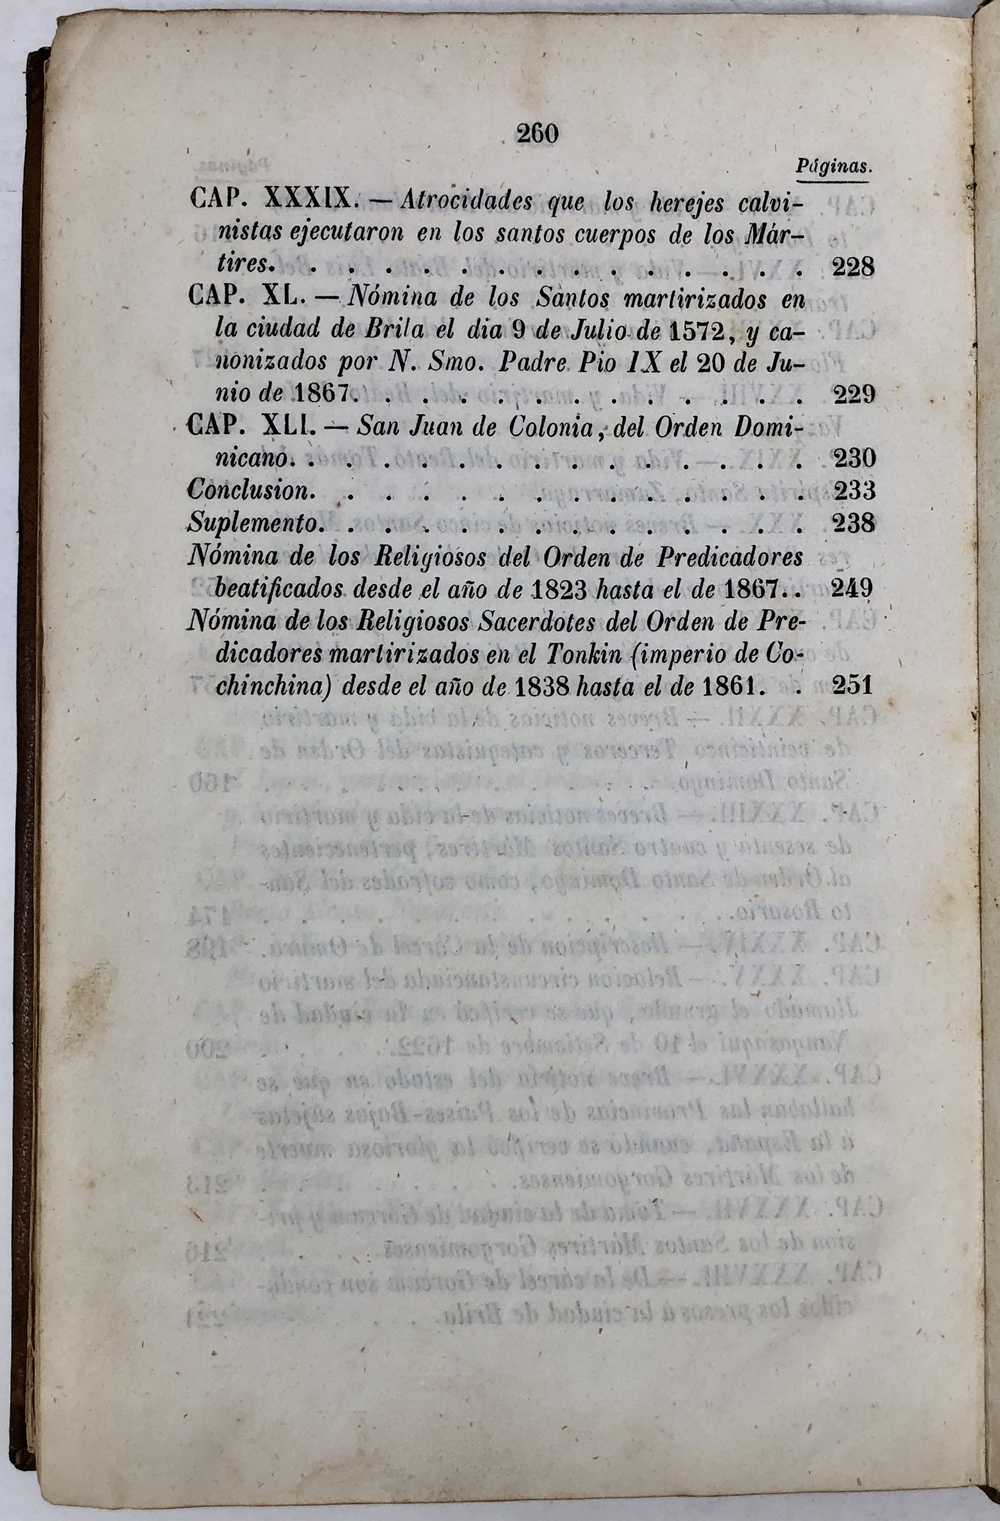 260
Páginas.
CAP. XXXIX. — Atrocidades que los herejes calvi-
nistas ejecutaron en los santos cuerpos de los Már-
tires. . . . . . . . . . . . . . . 228
CAP. XL. — Nómina de los Santos martirizados en
la ciudad de Brila el dia 9 de Julio de 1572, y ca-
nonizados por N. Smo. Padre Pio IX el 20 de Ju-
nio de 1867. . . . . . . . . . . . . 229
CAP. XLI. — San Juan de Colonia, del Orden Domi-
nicano. . . . . . . . . . . . . . . 230
Conclusion. . . . . . . . . . . . . . 233
Suplemento. . . . . . . . . . . . . . 238
Nómina de los Religiosos del Orden de Predicadores
beatificados desde el año de 1823 hasta el de 1867. . 249
Nómina de los Religiosos Sacerdotes del Orden de Pre-
dicadores martirizados en el Tonkin (imperio de Co-
chinchina) desde el año de 1838 hasta el de 1861. . 251